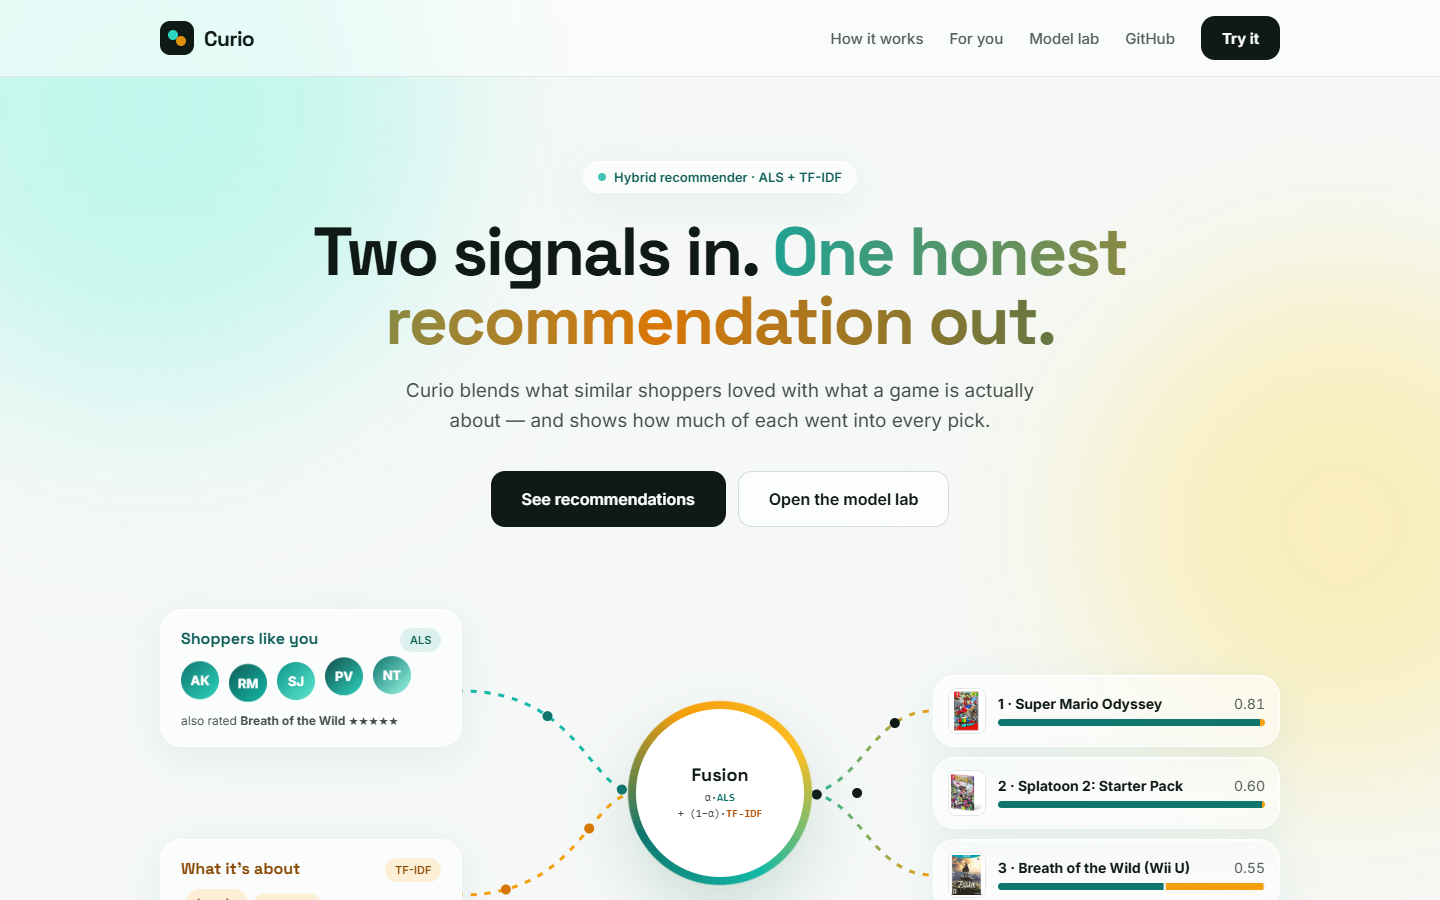 Curio
How it works
For you
Model lab
GitHub
Try it
Hybrid recommender · ALS + TF-IDF
Two signals in. One honest
recommendation out.
Curio blends what similar shoppers loved with what a game is actually
about — and shows how much of each went into every pick.
See recommendations
Open the model lab
Shoppers like you
ALS
AK
RM
SJ
PV
NT
also rated Breath of the Wild ★★★★★
What it's about
TF-IDF
Fusion
α·ALS
+ (1−α)·TF-IDF
1 · Super Mario Odyssey
0.81
2 · Splatoon 2: Starter Pack
0.60
3 · Breath of the Wild (Wii U)
0.55